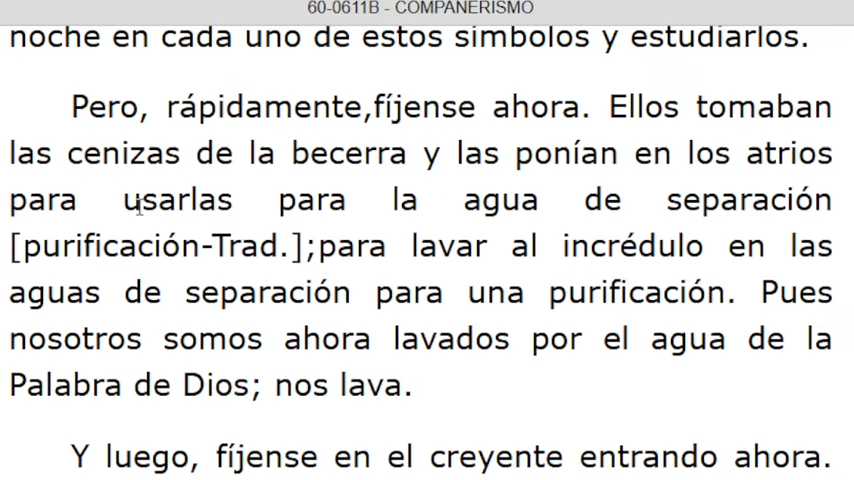 60-0611B - COMPAÑERISMO
noche en cada uno de estos símbolos y estudiarlos.
Pero, rápidamente,fíjense ahora. Ellos tomaban
las cenizas de la becerra y las ponían en los atrios
para usarlas para la agua de separación
[purificación-Trad.];para lavar al incrédulo en las
aguas de separación para una purificación. Pues
nosotros somos ahora lavados por el agua de la
Palabra de Dios; nos lava.
Y luego, fíjense en el creyente entrando ahora.